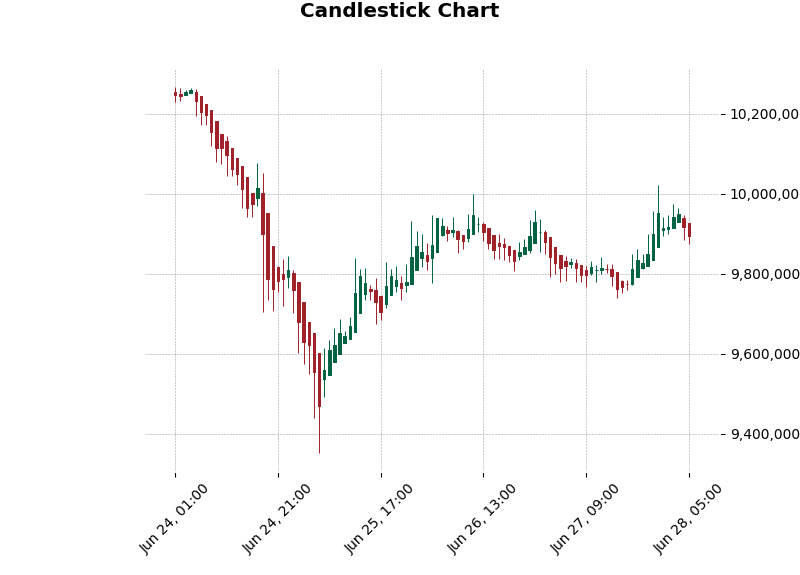 Candlestick Chart
10,200,00
10,000,00
9,800,000
9,600,000
9,400,000
Jun 24, 01:00
Jun 24, 21:00
Jun 25, 17:00
Jun 26, 13:00
Jun 27, 09:00
Jun 28, 05:00